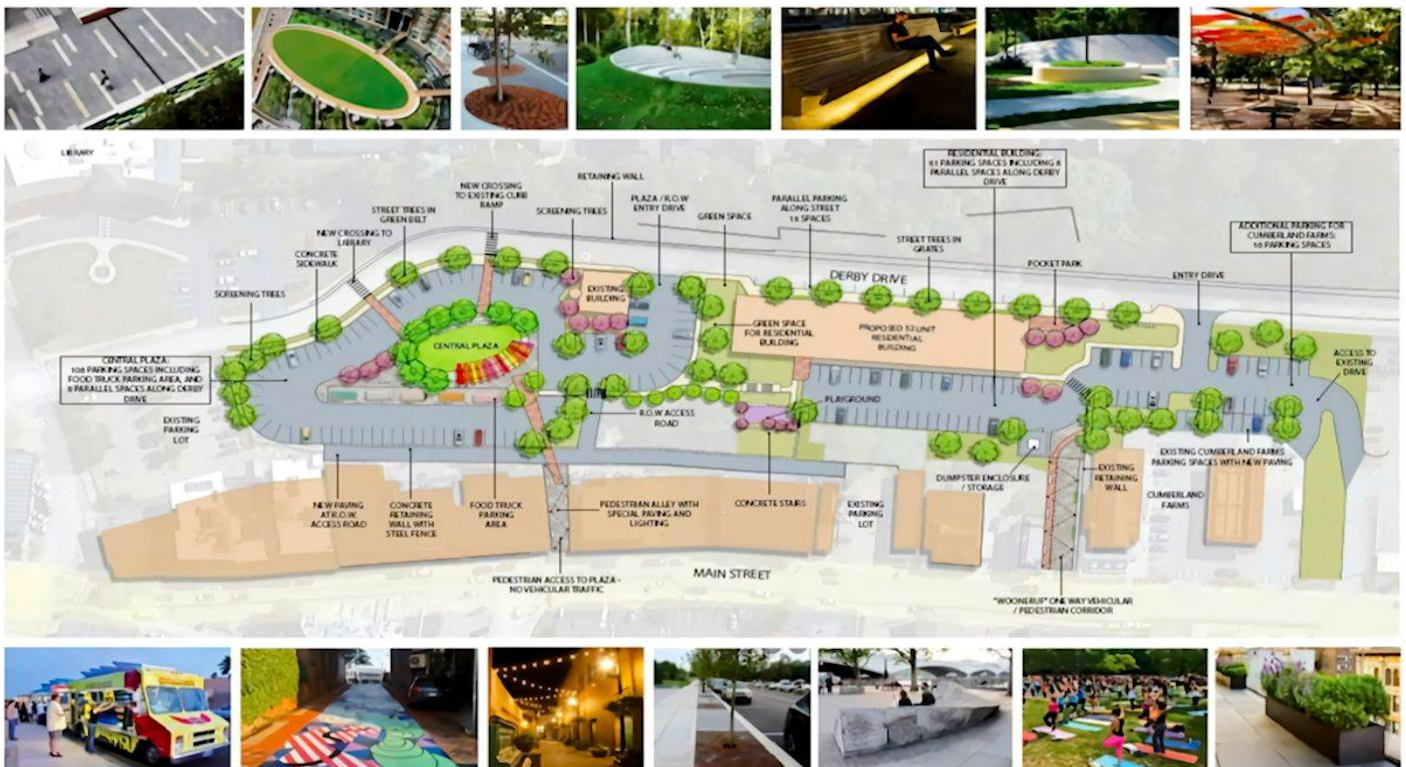 LIBRARY
RETAINING WALL
RESIDENTIAL BUILDING:
61 PARKING SPACES INCLUDING 8
PARALLEL SPACES ALONG DERBY
DRIVE
NEW CROSSING
TO EXISTING CURB
RAMP
SCREENING TREES
PLAZA / R.O.W
ENTRY DRIVE
GREEN SPACE
PARALLEL PARKING
ALONG STREET
16 SPACES
STREET TREES IN
GREEN BELT
NEW CROSSING TO
LIBRARY
CONCRETE
SIDEWALK
SCREENING TREES
STREET TREES IN
GRATES
POCKET PARK
ADDITIONAL PARKING FOR
CUMBERLAND FARMS:
16 PARKING SPACES
ENTRY DRIVE
DERBY DRIVE
EXISTING
BUILDING
GREEN SPACE
FOR RESIDENTIAL
BUILDING
PROPOSED 52 UNIT
RESIDENTIAL
BUILDING
CENTRAL PLAZA
CENTRAL PLAZA:
108 PARKING SPACES INCLUDING
FOOD TRUCK PARKING AREA, AND
8 PARALLEL SPACES ALONG DERBY
DRIVE
ACCESS TO
EXISTING
DRIVE
EXISTING
PARKING
LOT
R.O.W ACCESS
ROAD
PLAYGROUND
EXISTING CUMBERLAND FARMS
PARKING SPACES WITH NEW PAVING
NEW PAVING
AT R.O.W.
ACCESS ROAD
CONCRETE
RETAINING
WALL WITH
STEEL FENCE
FOOD TRUCK
PARKING
AREA
PEDESTRIAN ALLEY WITH
SPECIAL PAVING AND
LIGHTING
CONCRETE STAIRS
EXISTING
PARKING
LOT
DUMPSTER ENCLOSURE
/ STORAGE
EXISTING
RETAINING
WALL
CUMBERLAND
FARMS
PEDESTRIAN ACCESS TO PLAZA -
NO VEHICULAR TRAFFIC
MAIN STREET
"WOONERUF" ONE WAY VEHICULAR
/ PEDESTRIAN CORRIDOR